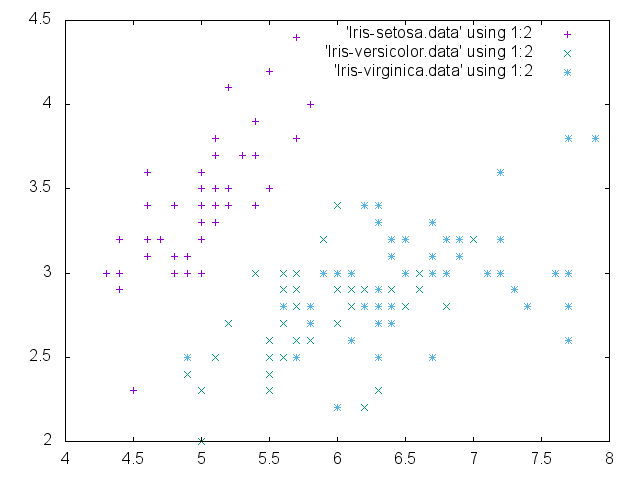 4.5
4
3.5
3
2.5
2
4 4.5 5 5.5 6 6.5 7 7.5 8
'Iris-setosa.data' using 1:2
'Iris-versicolor.data' using 1:2
'Iris-virginica.data' using 1:2